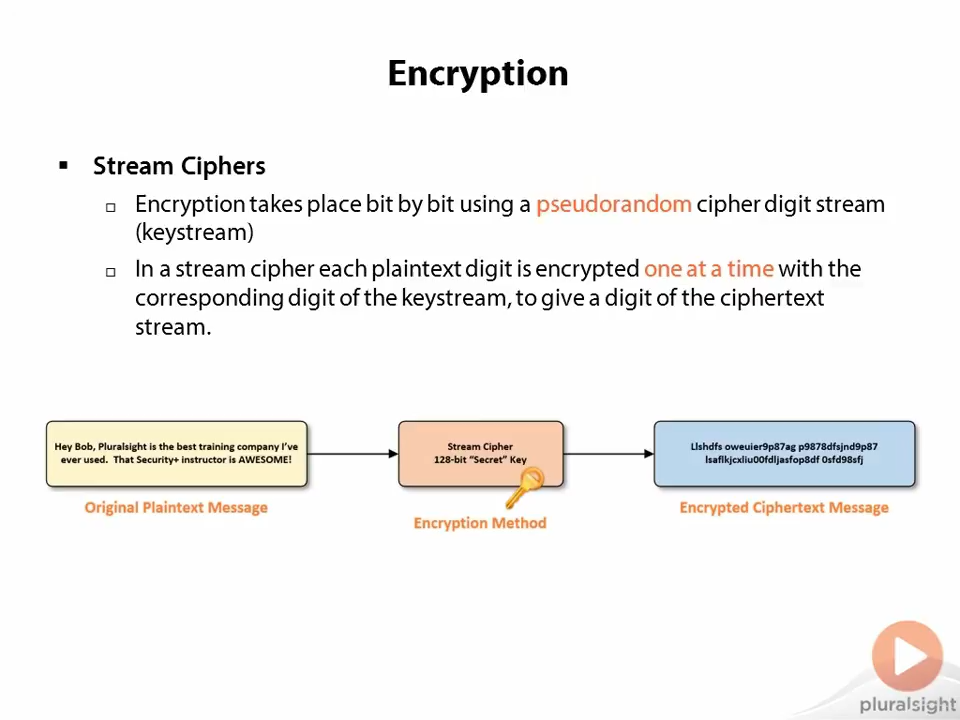 Encryption
Stream Ciphers
Encryption takes place bit by bit using a pseudorandom cipher digit stream
(keystream)
In a stream cipher each plaintext digit is encrypted one at a time with the
corresponding digit of the keystream, to give a digit of the ciphertext
stream.
Hey Bob, Pluralsight is the best training company I've
ever used. That Security+ instructor is AWESOME!
Original Plaintext Message
Stream Cipher
128-bit “Secret” Key
Encryption Method
Llshdfs oweuier9p87ag p9878dfsjnd9p87
lsaflkjcxliu00fdljasfop8df 0sfd98sfj
Encrypted Ciphertext Message
pluralsight